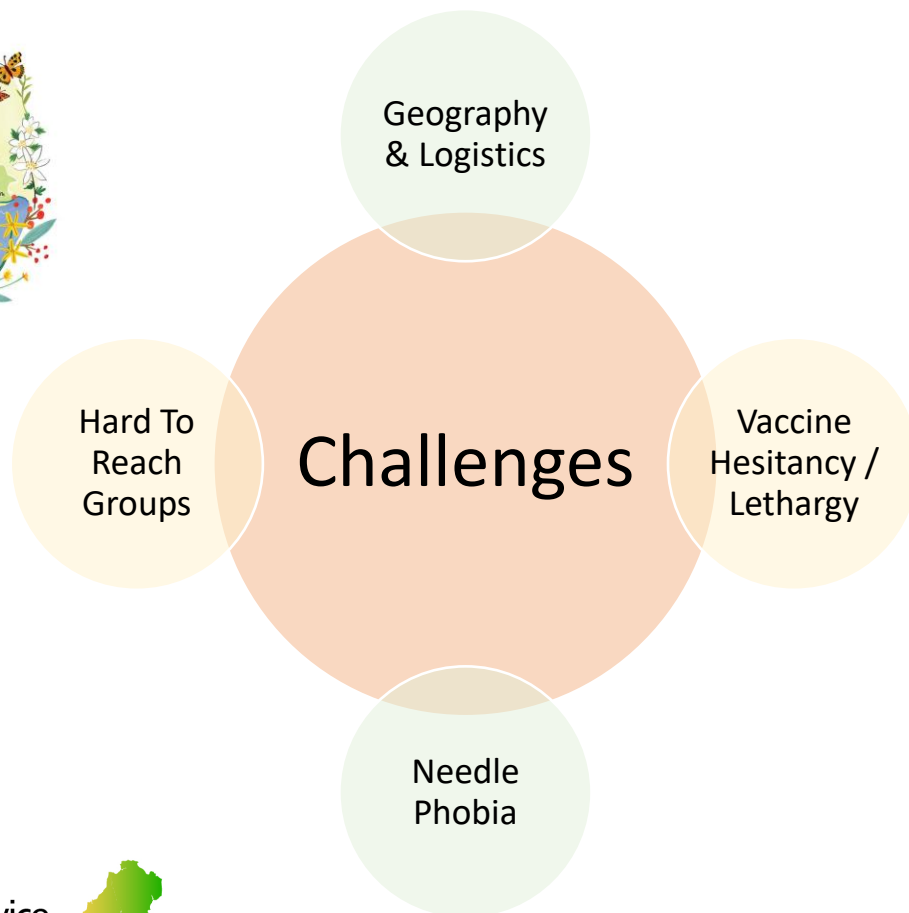 Geography
& Logistics
Hard To
Reach
Groups
Challenges
Vaccine
Hesitancy /
Lethargy
Needle
Phobia